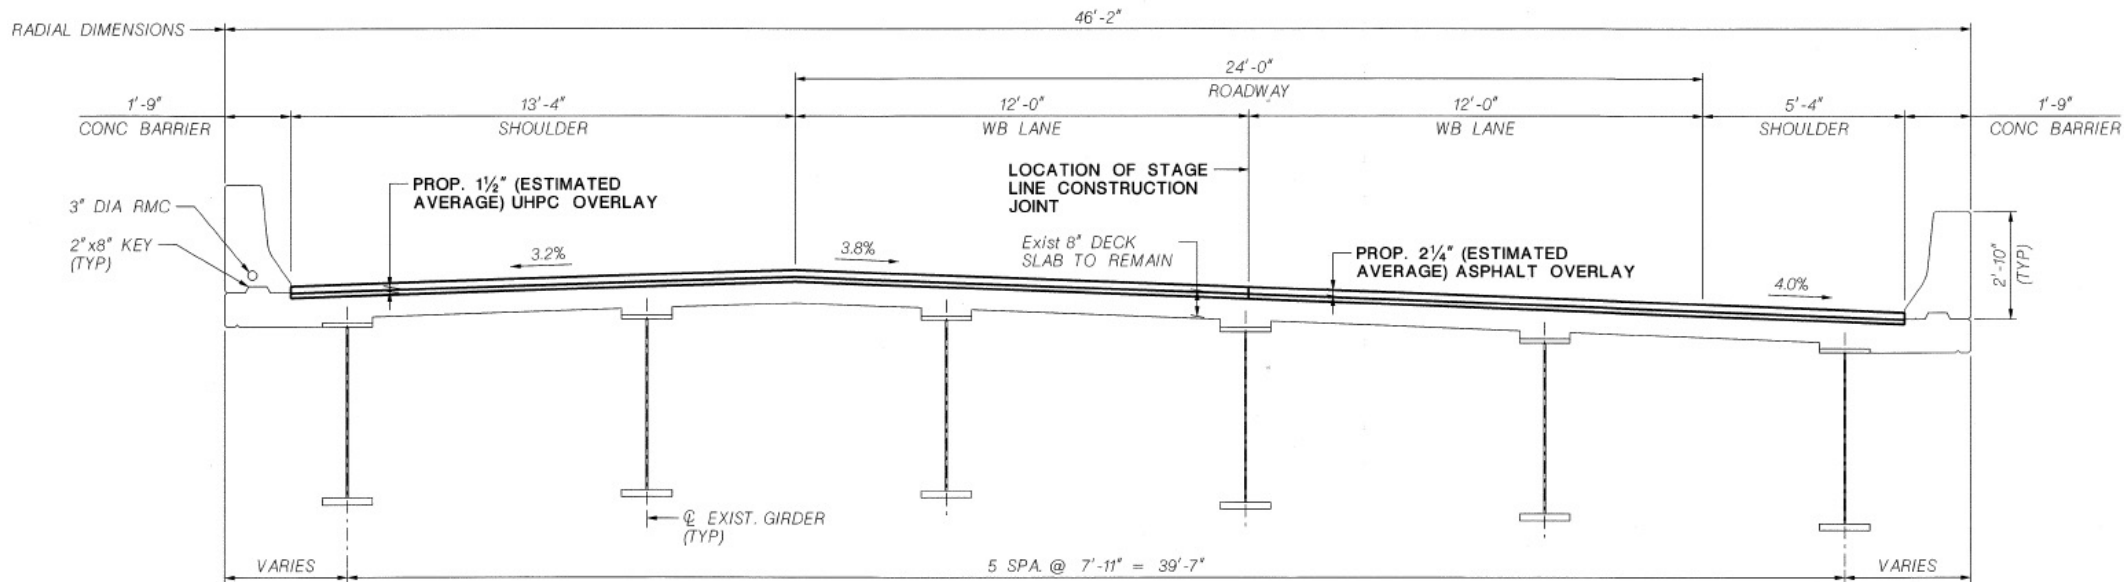 46'-2"
RADIAL DIMENSIONS
24'-0"
ROADWAY
1'-9"
CONC BARRIER
13'-4"
SHOULDER
12'-0"
WB LANE
12'-0"
WB LANE
5'-4"
SHOULDER
1'-9"
CONC BARRIER
PROP. 1½" (ESTIMATED
AVERAGE) UHPC OVERLAY
LOCATION OF STAGE
LINE CONSTRUCTION
JOINT
3" DIA RMC
2"x8" KEY
(TYP)
3.2%
3.8%
Exist 8" DECK
SLAB TO REMAIN
PROP. 2¼" (ESTIMATED
AVERAGE) ASPHALT OVERLAY
4.0%
2'-10"
(TYP)
℄ EXIST. GIRDER
(TYP)
VARIES
5 SPA. @ 7'-11" = 39'-7"
VARIES